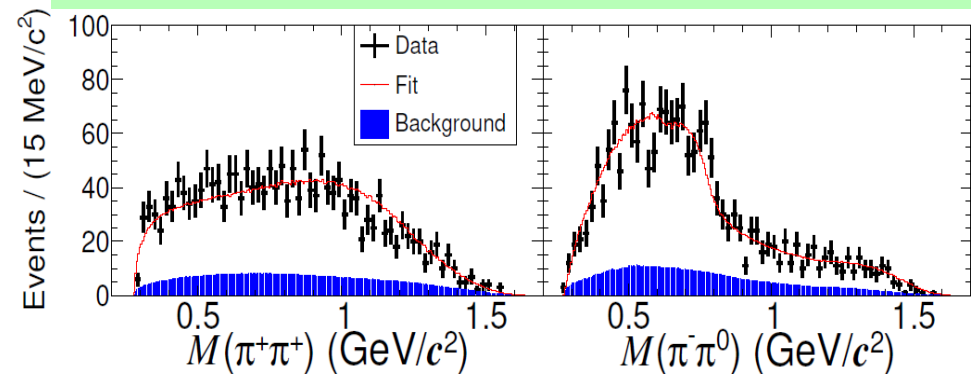 Events / (15 MeV/c²)
100
80
60
40
20
0
Data
Fit
Background
0.5 1 1.5
0.5 1 1.5
M(π⁺π⁺) (GeV/c²)
M(π⁻π⁰) (GeV/c²)